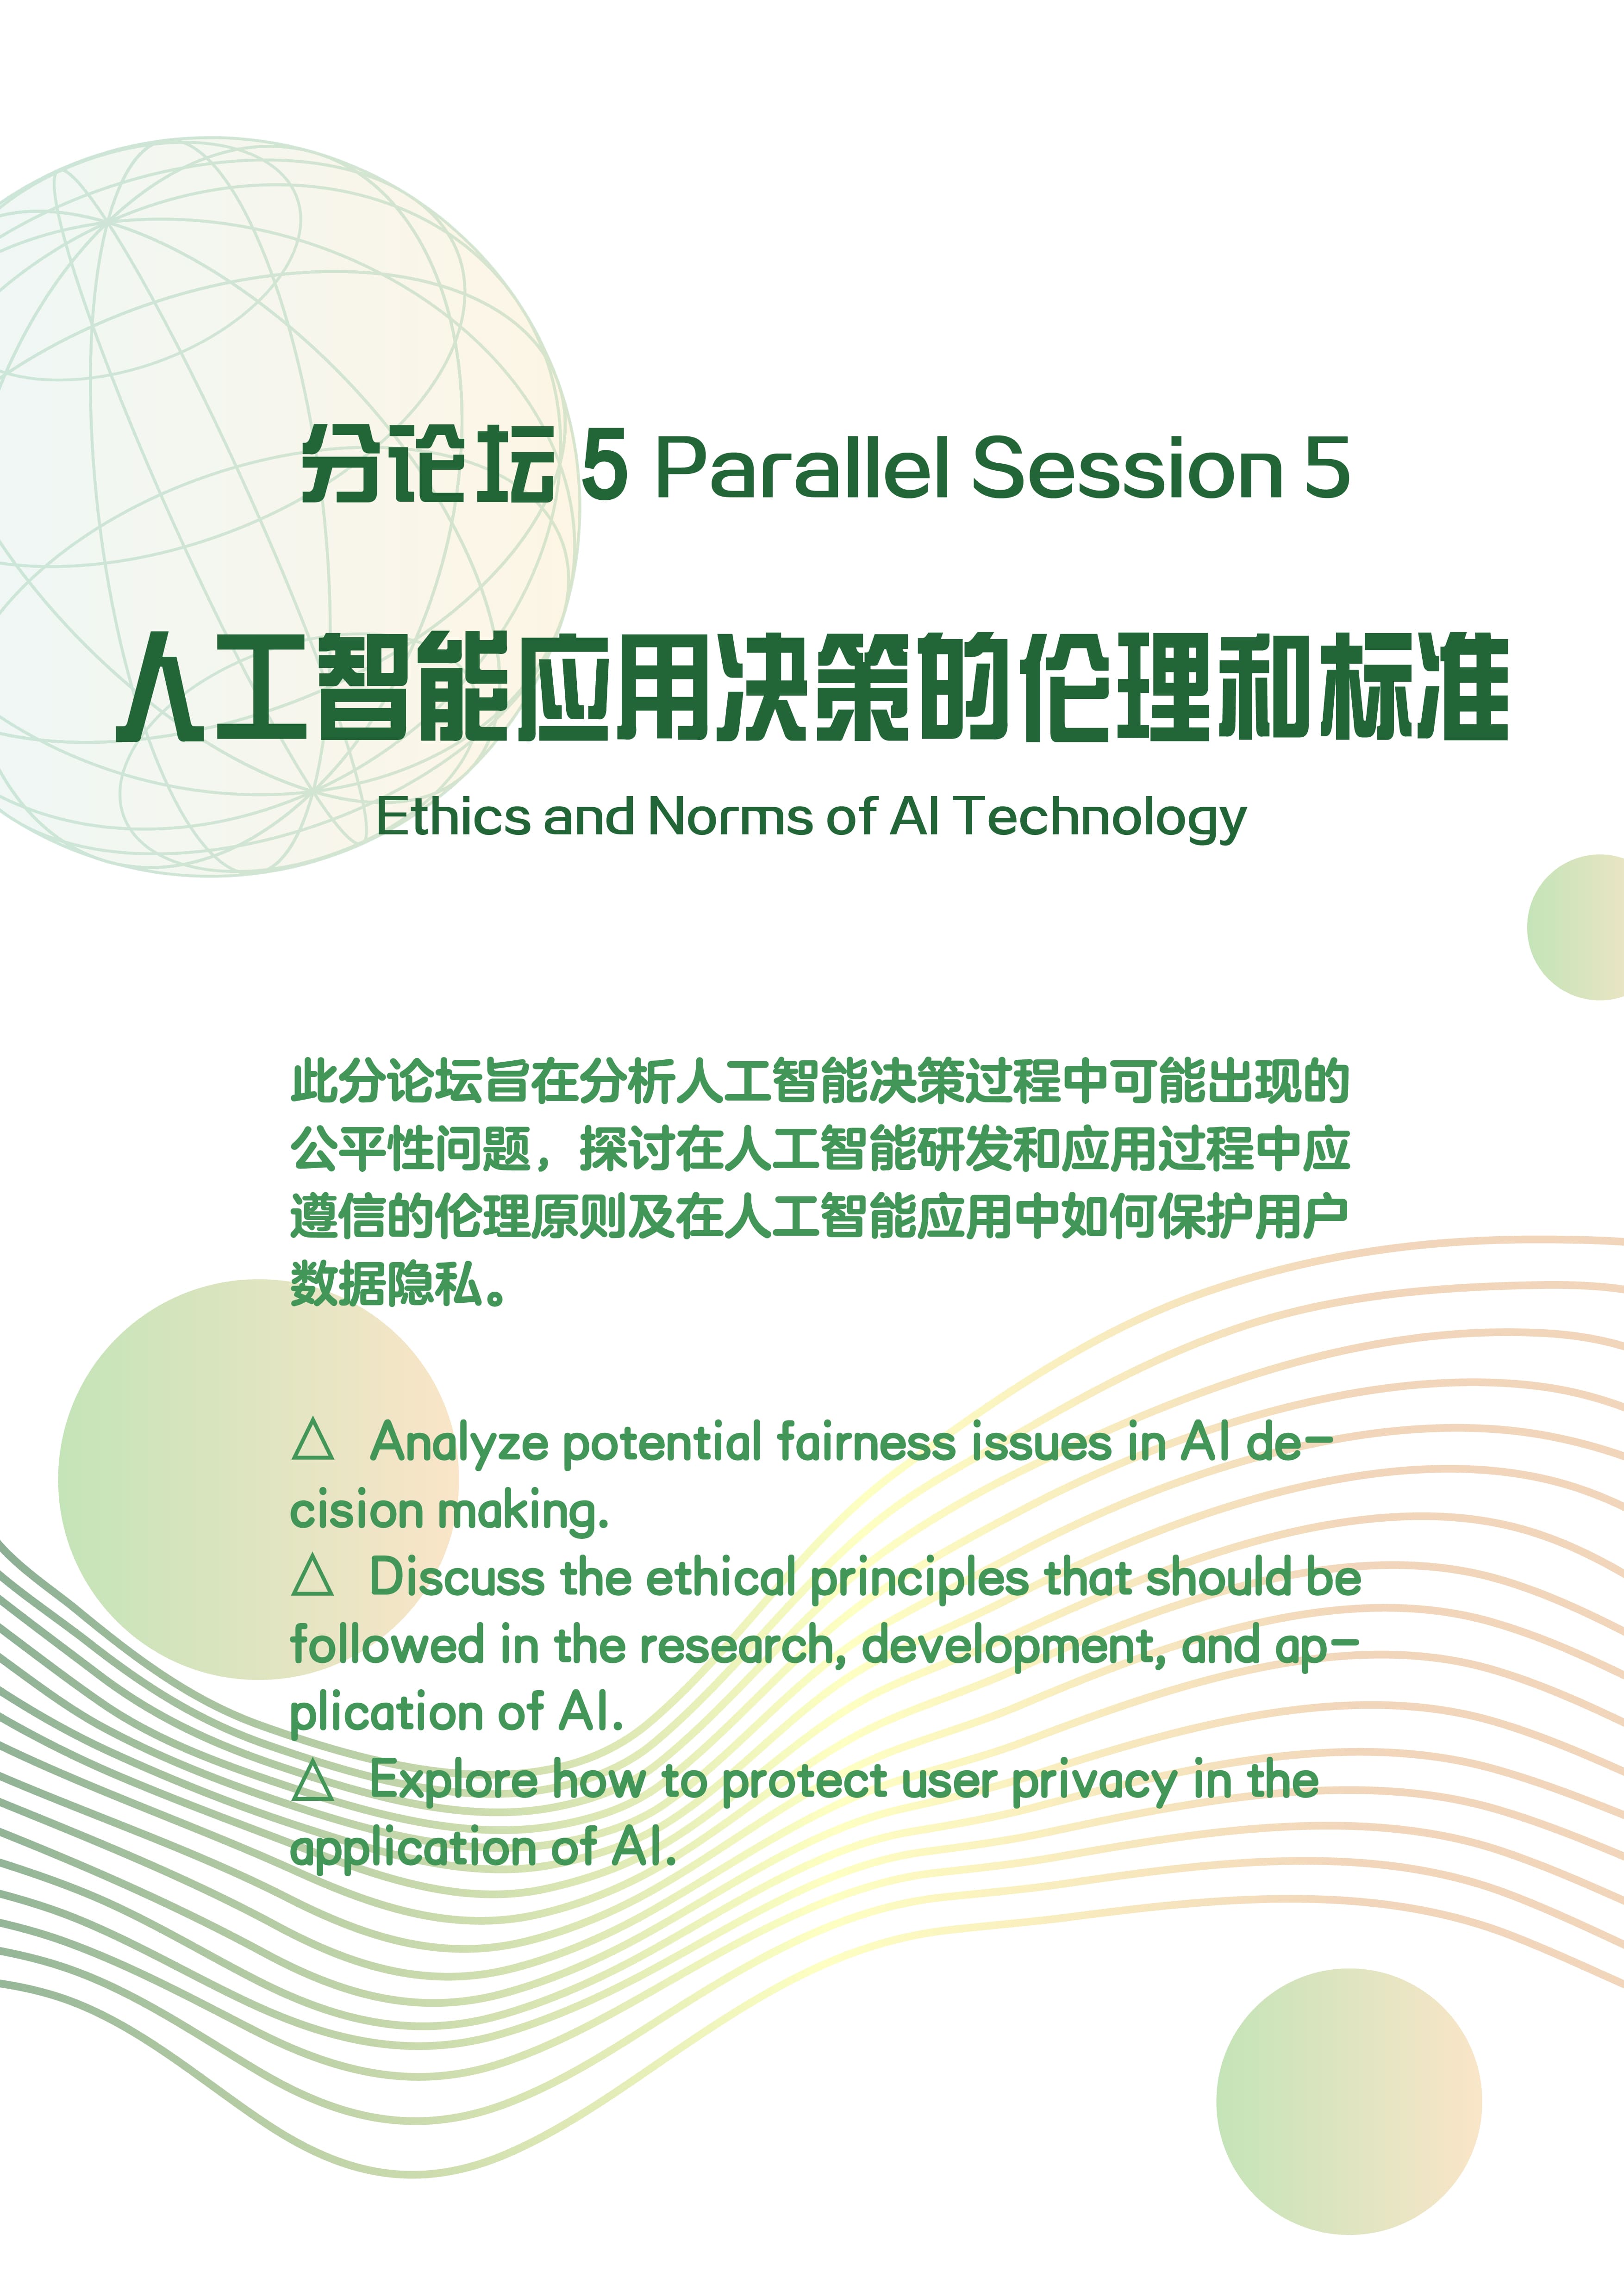 分论坛 5 Parallel Session 5
人工智能应用决策的伦理和标准
Ethics and Norms of AI Technology
此分论坛旨在分析人工智能决策过程中可能出现的
公平性问题，探讨在人工智能研发和应用过程中应
遵信的伦理原则及在人工智能应用中如何保护用户
数据隐私。
△ Analyze potential fairness issues in AI de-
cision making.
△ Discuss the ethical principles that should be
followed in the research, development, and ap-
plication of AI.
△ Explore how to protect user privacy in the
application of AI.